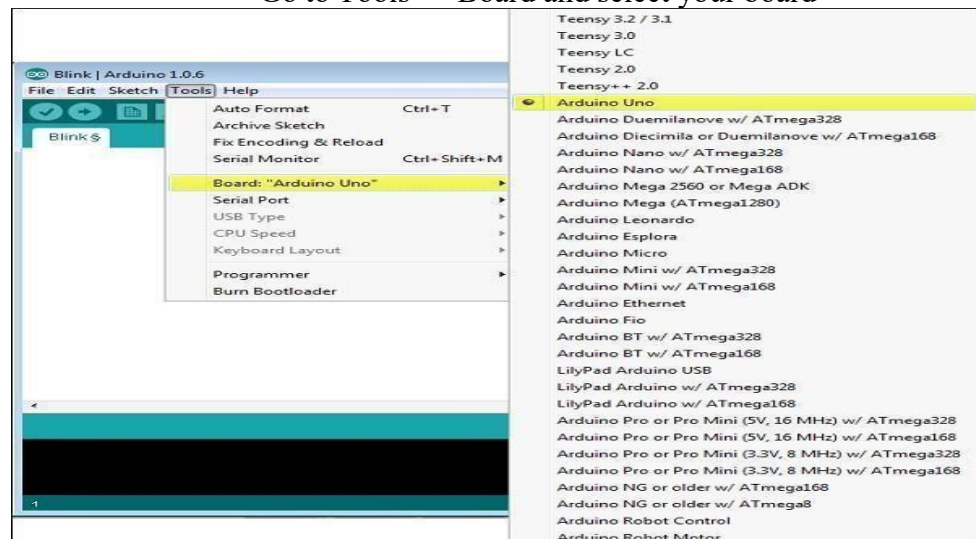 Go to Tools Board and select your board
Blink | Arduino 1.0.6
File Edit Sketch Tools Help
Blink §
Auto Format Ctrl+T
Archive Sketch
Fix Encoding & Reload
Serial Monitor Ctrl+Shift+M
Board: "Arduino Uno"
Serial Port
USB Type
CPU Speed
Keyboard Layout
Programmer
Burn Bootloader
Teensy 3.2 / 3.1
Teensy 3.0
Teensy LC
Teensy 2.0
Teensy++ 2.0
Arduino Uno
Arduino Duemilanove w/ ATmega328
Arduino Diecimila or Duemilanove w/ ATmega168
Arduino Nano w/ ATmega328
Arduino Nano w/ ATmega168
Arduino Mega 2560 or Mega ADK
Arduino Mega (ATmega1280)
Arduino Leonardo
Arduino Esplora
Arduino Micro
Arduino Mini w/ ATmega328
Arduino Mini w/ ATmega168
Arduino Ethernet
Arduino Fio
Arduino BT w/ ATmega328
Arduino BT w/ ATmega168
LilyPad Arduino USB
LilyPad Arduino w/ ATmega328
LilyPad Arduino w/ ATmega168
Arduino Pro or Pro Mini (5V, 16 MHz) w/ ATmega328
Arduino Pro or Pro Mini (5V, 16 MHz) w/ ATmega168
Arduino Pro or Pro Mini (3.3V, 8 MHz) w/ ATmega328
Arduino Pro or Pro Mini (3.3V, 8 MHz) w/ ATmega168
Arduino NG or older w/ ATmega168
Arduino NG or older w/ ATmega8
Arduino Robot Control
Arduino Robot Motor
1